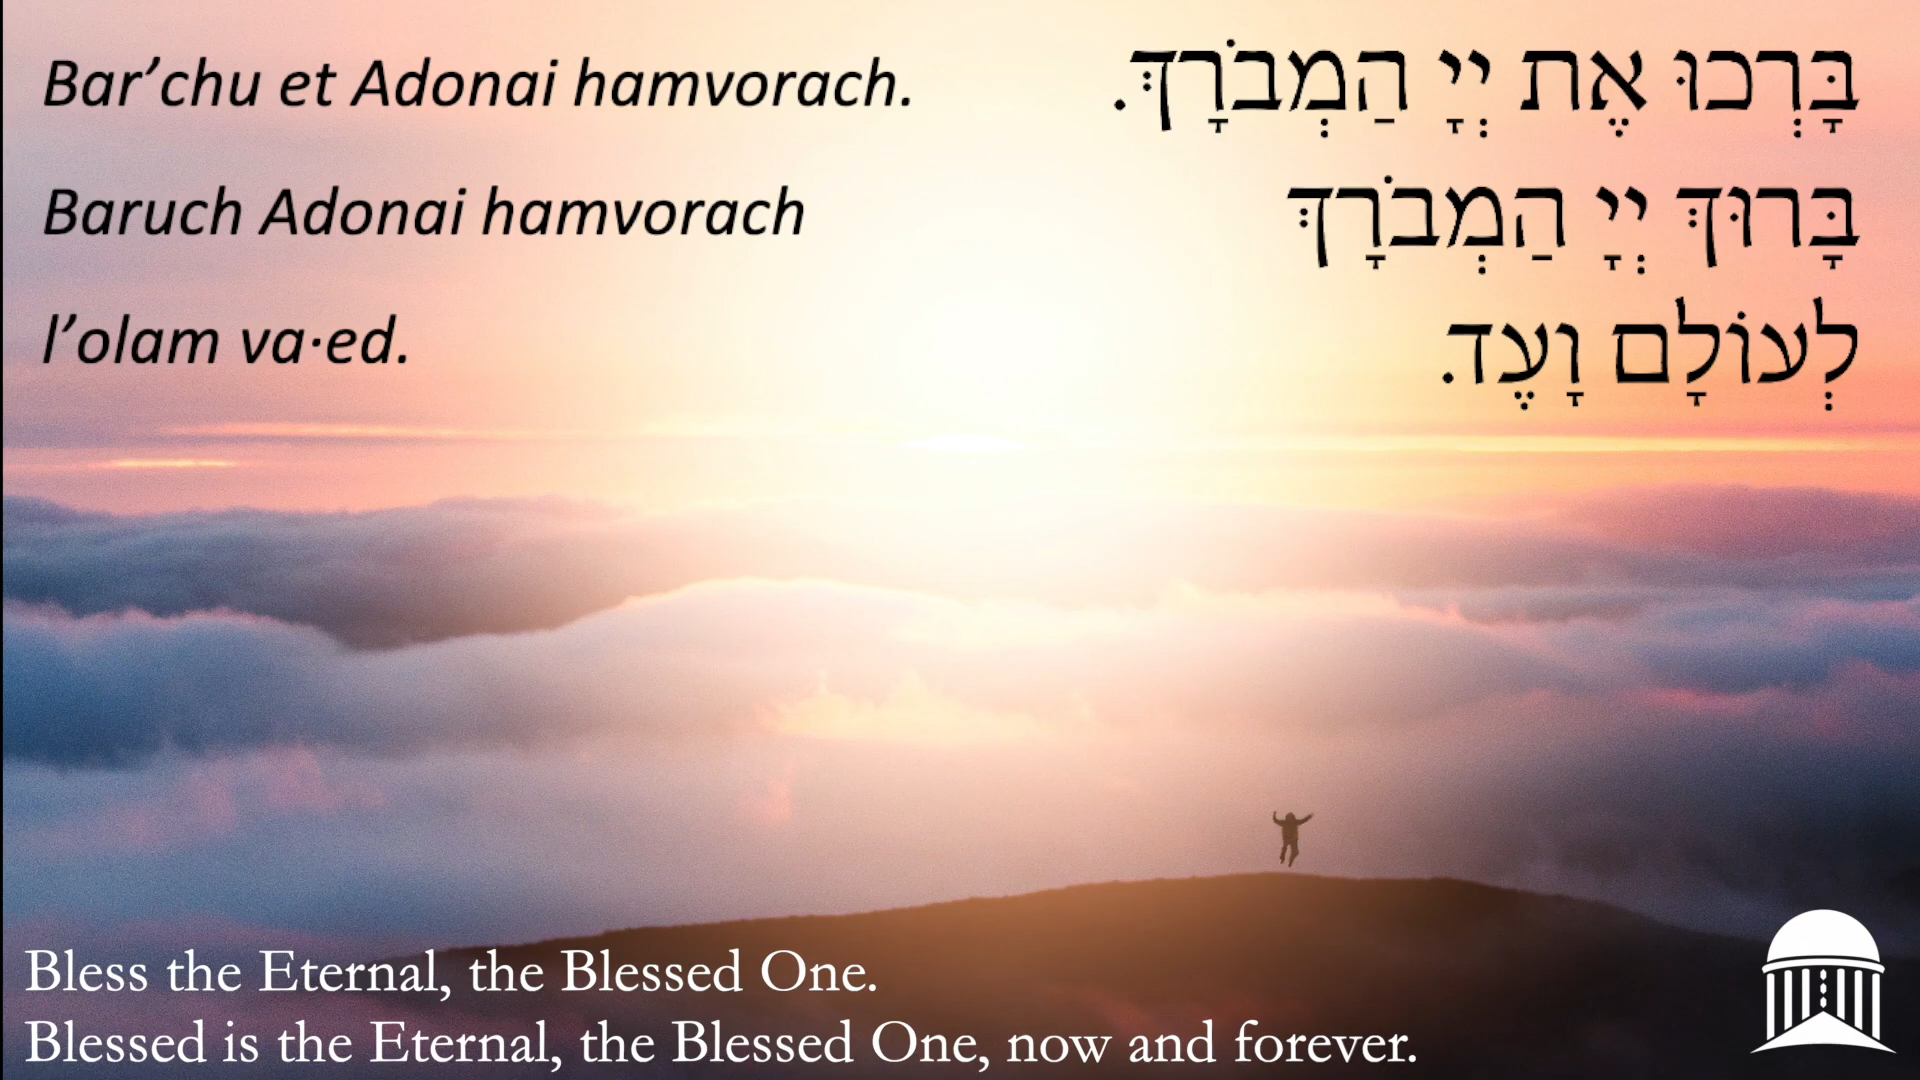 Bar’chu et Adonai hamvorach.
Baruch Adonai hamvorach
l’olam va·ed.
בָּרְכוּ אֶת יְיָ הַמְבֹרָךְ.
בָּרוּךְ יְיָ הַמְבֹרָךְ
לְעוֹלָם וָעֶד.
Bless the Eternal, the Blessed One.
Blessed is the Eternal, the Blessed One, now and forever.